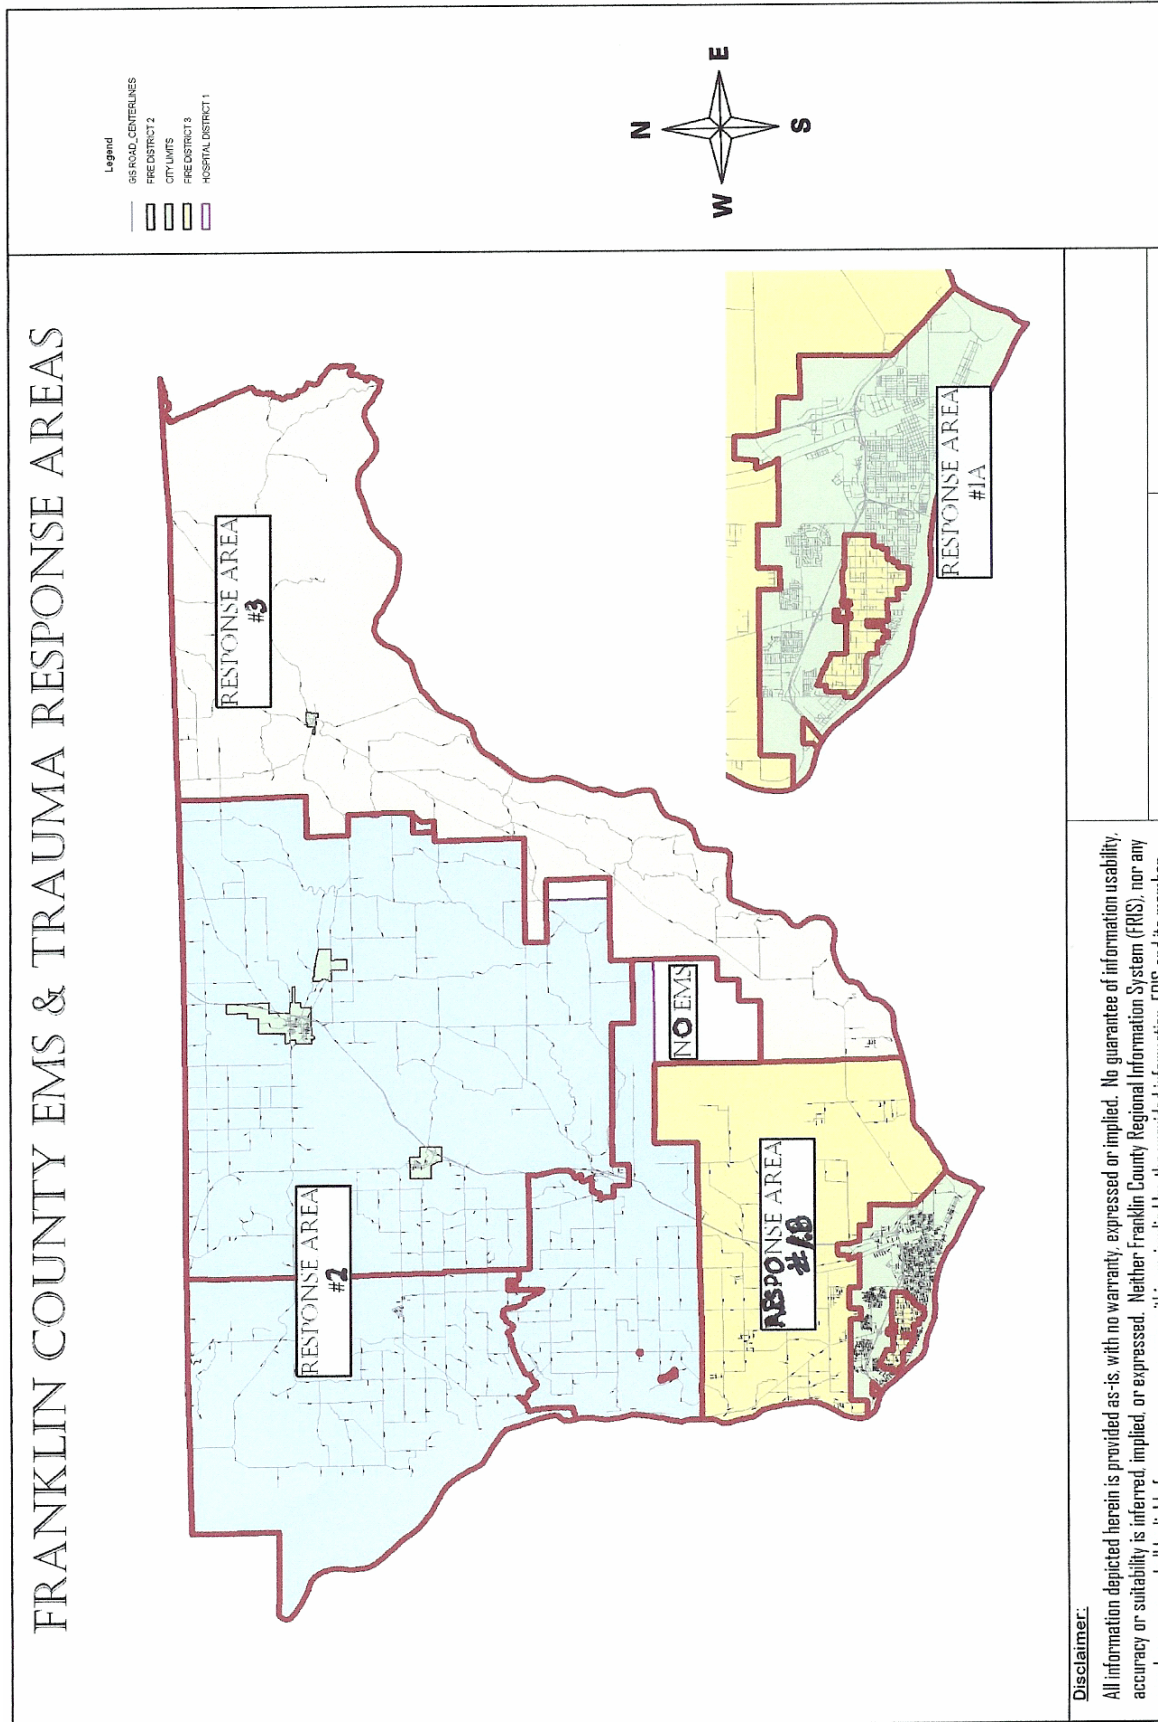 FRANKLIN COUNTY EMS & TRAUMA RESPONSE AREAS
Legend
GIS ROAD_CENTERLINES
FIRE DISTRICT 2
CITY LIMITS
FIRE DISTRICT 3
HOSPITAL DISTRICT 1
N
W
E
S
RESPONSE AREA
#3
RESPONSE AREA
#2
NO EMS
RESPONSE AREA
#1B
RESPONSE AREA
#1A
Disclaimer:
All information depicted herein is provided as-is, with no warranty, expressed or implied. No guarantee of information usability,
accuracy or suitability is inferred, implied, or expressed. Neither Franklin County Regional Information System (FRIS), nor any